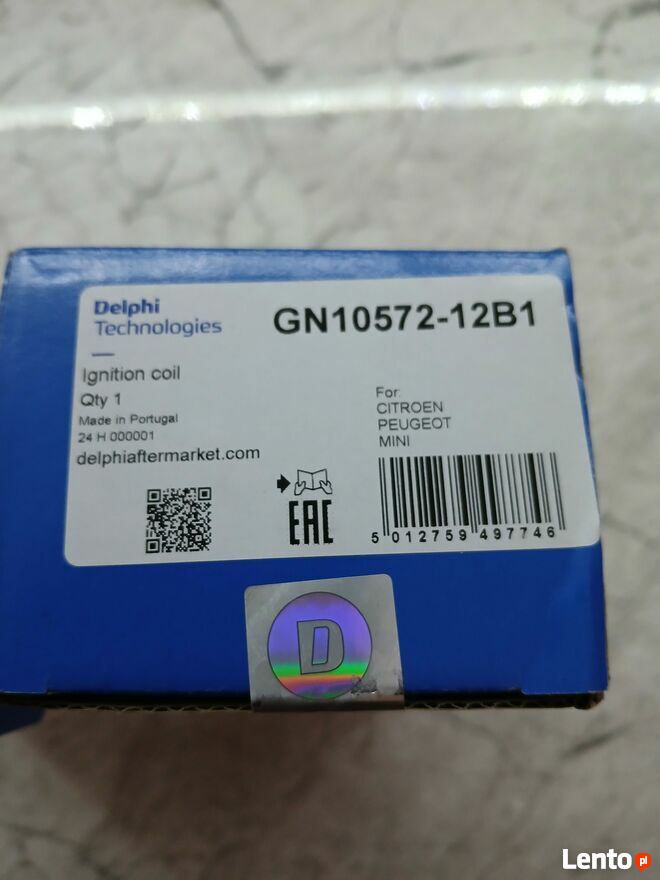 Delphi
Technologies
GN10572-12B1
Ignition coil
Qty 1
Made in Portugal
24 H 000001
delphiaftermarket.com
For:
CITROEN
PEUGEOT
MINI
EAC
5 012759 497746
D
Lento.pl